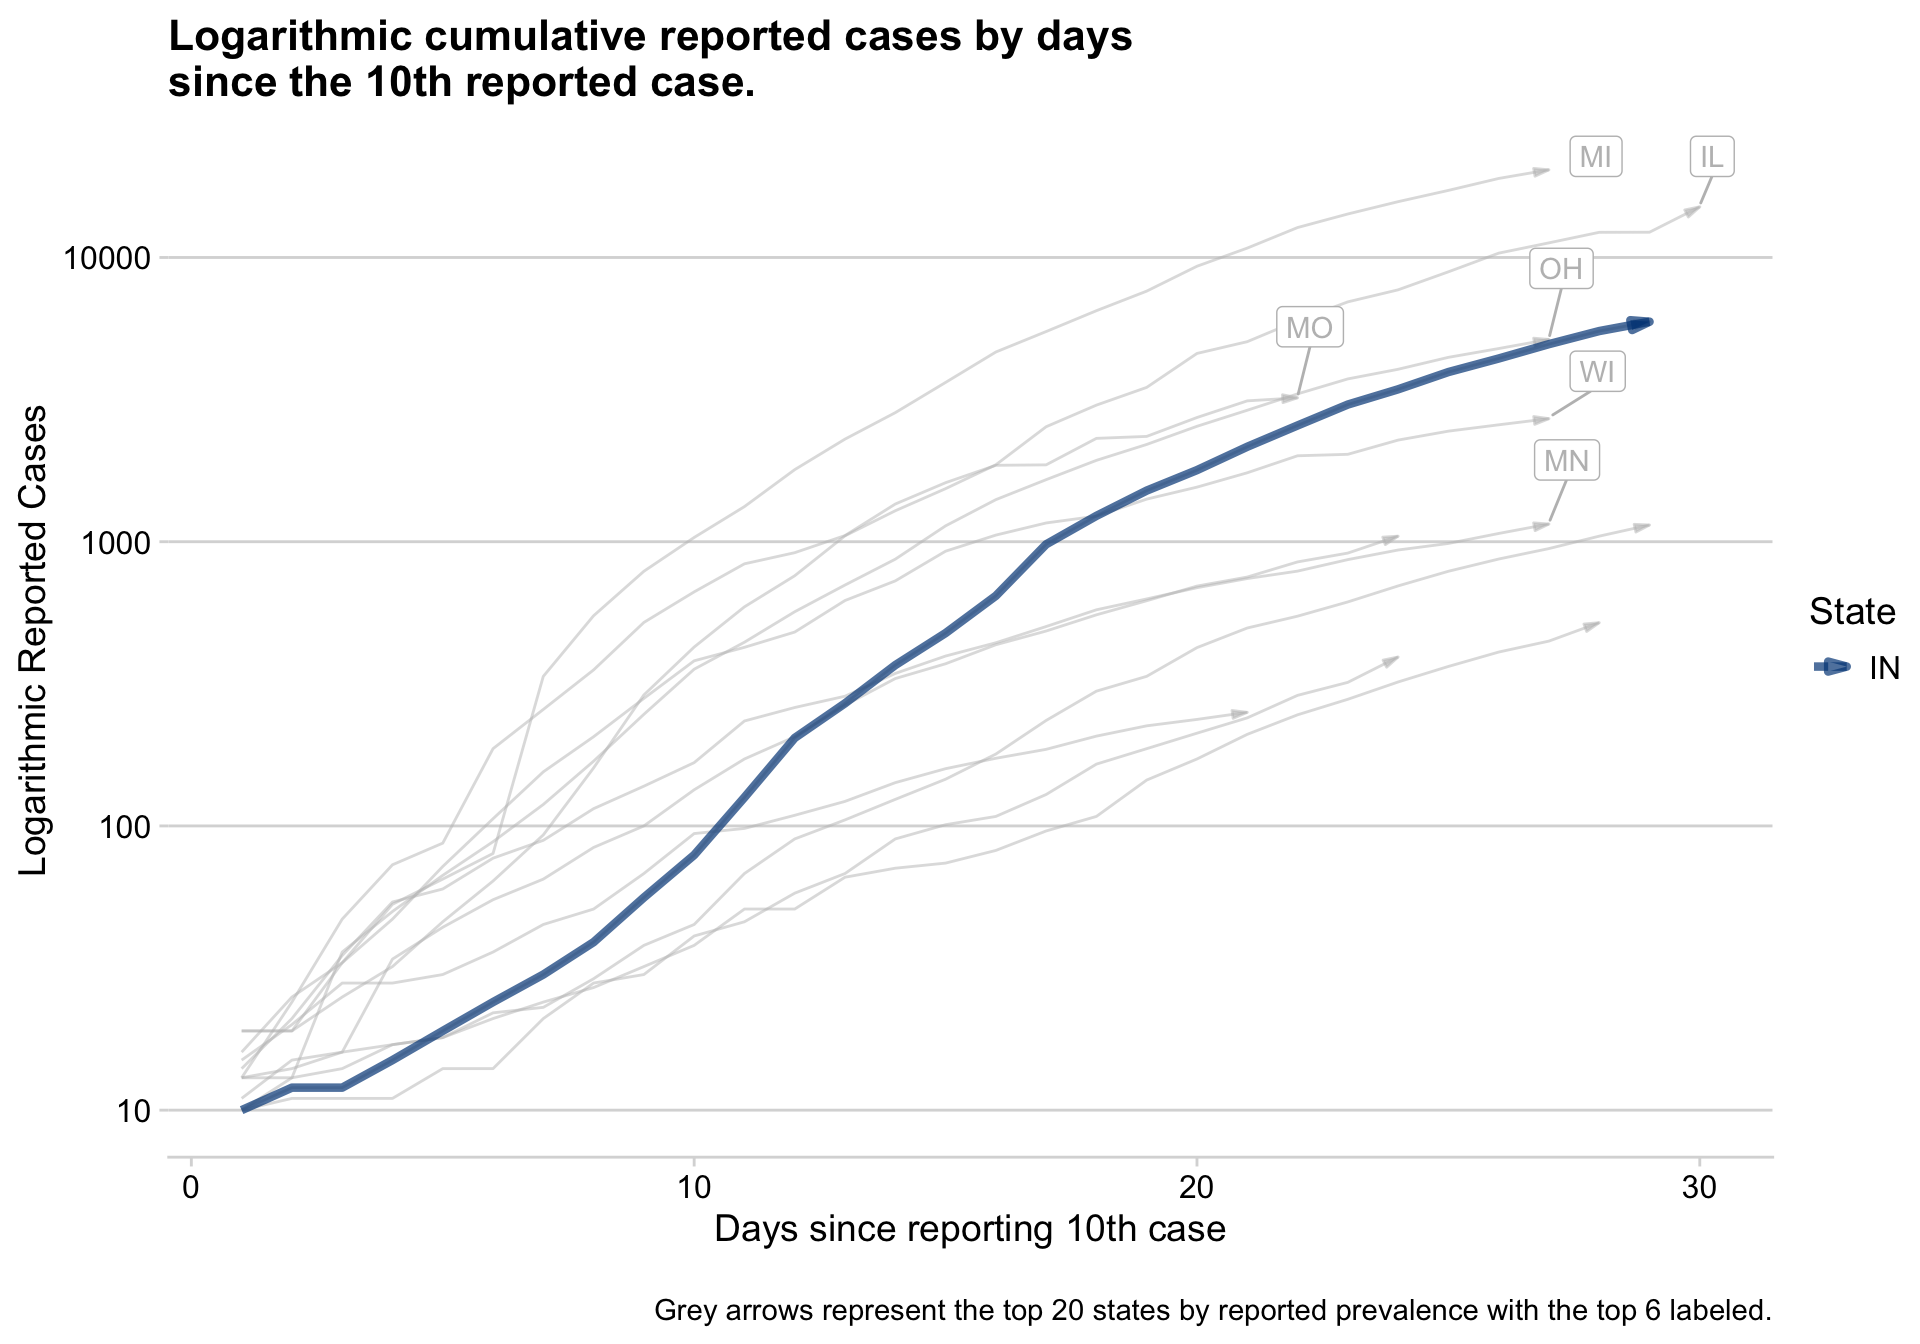 Logarithmic cumulative reported cases by days
since the 10th reported case.
MI
IL
10000
OH
MO
WI
MN
1000
100
10
Logarithmic Reported Cases
State
IN
0
10
20
30
Days since reporting 10th case
Grey arrows represent the top 20 states by reported prevalence with the top 6 labeled.